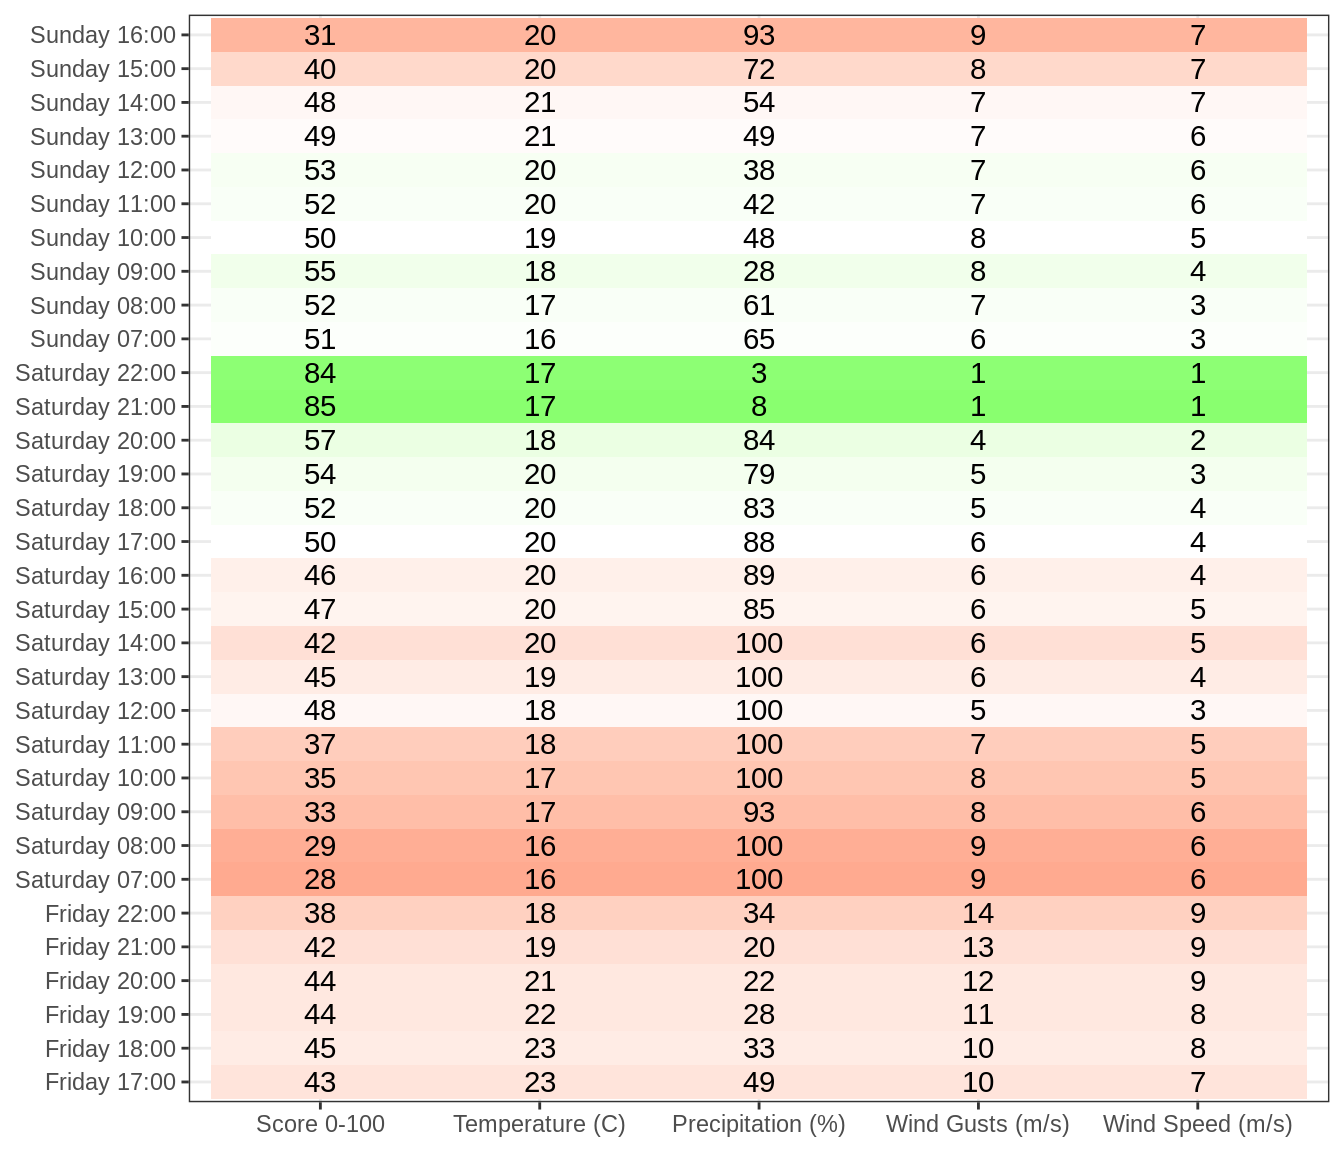 Sunday 16:00 31 20 93 9 7
Sunday 15:00 40 20 72 8 7
Sunday 14:00 48 21 54 7 7
Sunday 13:00 49 21 49 7 6
Sunday 12:00 53 20 38 7 6
Sunday 11:00 52 20 42 7 6
Sunday 10:00 50 19 48 8 5
Sunday 09:00 55 18 28 8 4
Sunday 08:00 52 17 61 7 3
Sunday 07:00 51 16 65 6 3
Saturday 22:00 84 17 3 1 1
Saturday 21:00 85 17 8 1 1
Saturday 20:00 57 18 84 4 2
Saturday 19:00 54 20 79 5 3
Saturday 18:00 52 20 83 5 4
Saturday 17:00 50 20 88 6 4
Saturday 16:00 46 20 89 6 4
Saturday 15:00 47 20 85 6 5
Saturday 14:00 42 20 100 6 5
Saturday 13:00 45 19 100 6 4
Saturday 12:00 48 18 100 5 3
Saturday 11:00 37 18 100 7 5
Saturday 10:00 35 17 100 8 5
Saturday 09:00 33 17 93 8 6
Saturday 08:00 29 16 100 9 6
Saturday 07:00 28 16 100 9 6
Friday 22:00 38 18 34 14 9
Friday 21:00 42 19 20 13 9
Friday 20:00 44 21 22 12 9
Friday 19:00 44 22 28 11 8
Friday 18:00 45 23 33 10 8
Friday 17:00 43 23 49 10 7
Score 0-100 Temperature (C) Precipitation (%) Wind Gusts (m/s) Wind Speed (m/s)